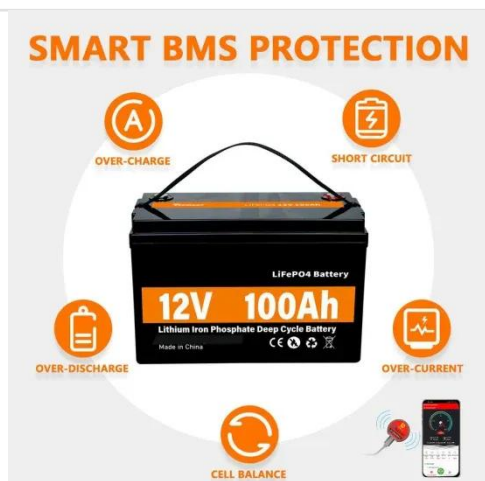 SMART BMS PROTECTION
OVER-CHARGE
SHORT CIRCUIT
LiFePO4 Battery
12V 100Ah
Lithium Iron Phosphate Deep Cycle Battery
Made in China
CE
OVER-DISCHARGE
OVER-CURRENT
CELL BALANCE